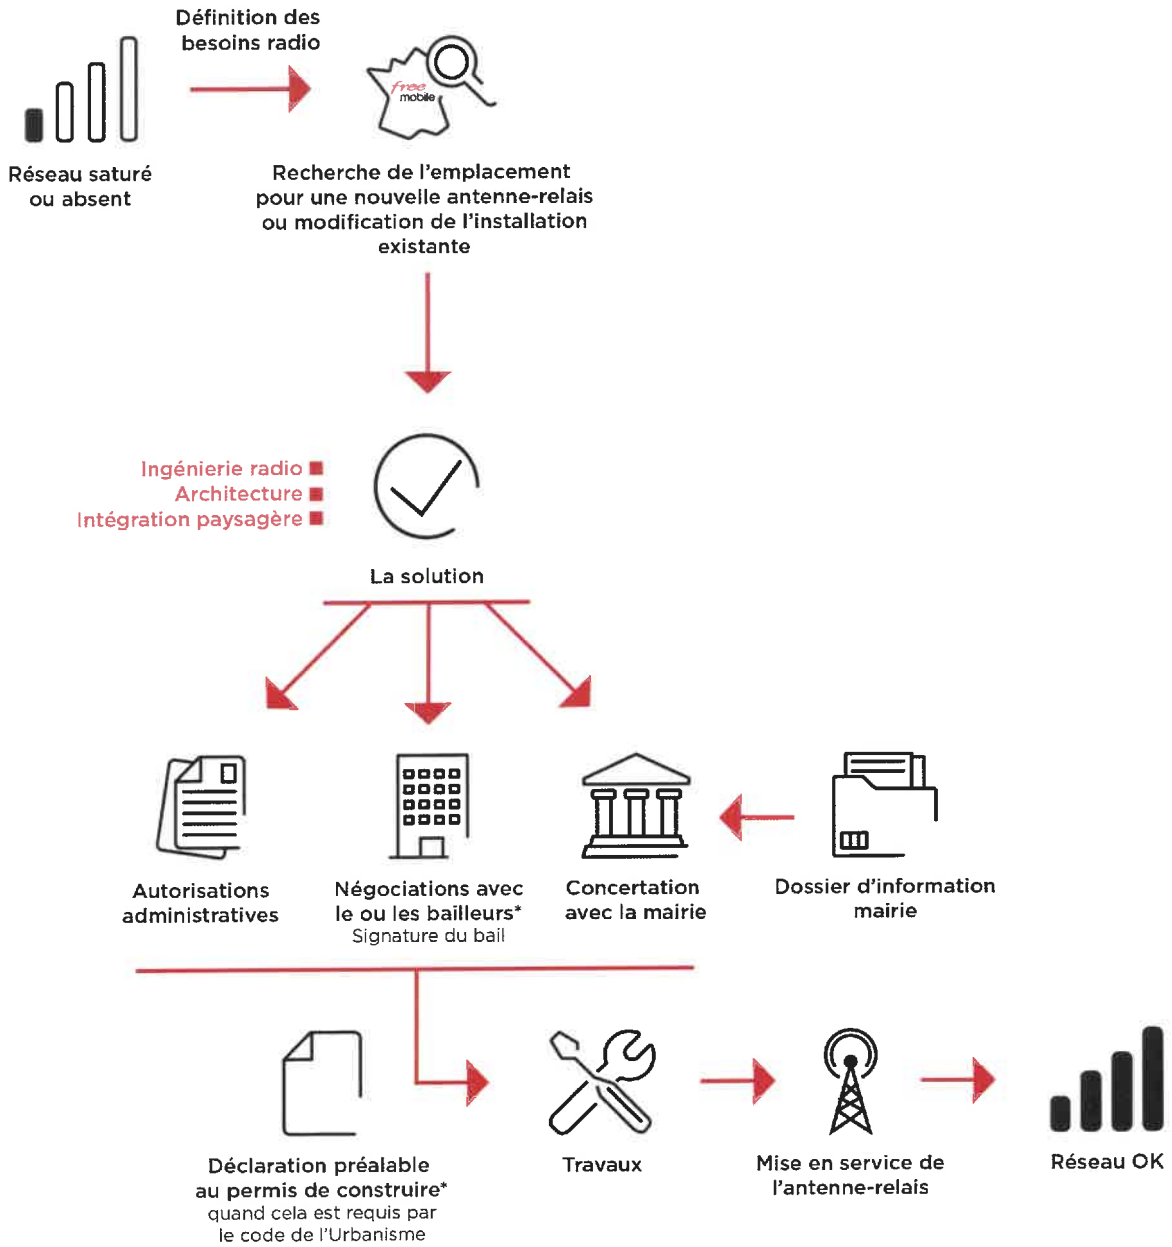 Définition des
besoins radio
free
mobile
Réseau saturé
ou absent
Recherche de l'emplacement
pour une nouvelle antenne-relais
ou modification de l'installation
existante
Ingénierie radio
Architecture
Intégration paysagère
La solution
Autorisations
administratives
Négociations avec
le ou les bailleurs*
Signature du bail
Concertation
avec la mairie
Dossier d'information
mairie
Déclaration préalable
au permis de construire*
quand cela est requis par
le code de l'Urbanisme
Travaux
Mise en service de
l'antenne-relais
Réseau OK